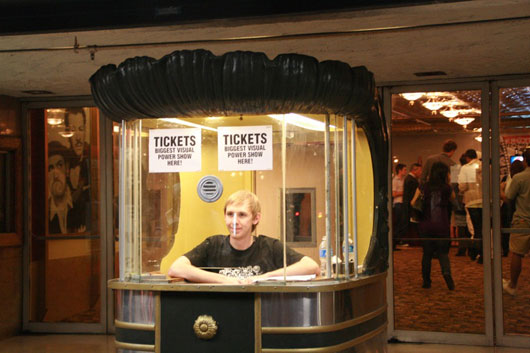 TICKETS
BIGGEST VISUAL
POWER SHOW
HERE!
TICKETS
BIGGEST VISUAL
POWER SHOW
HERE!